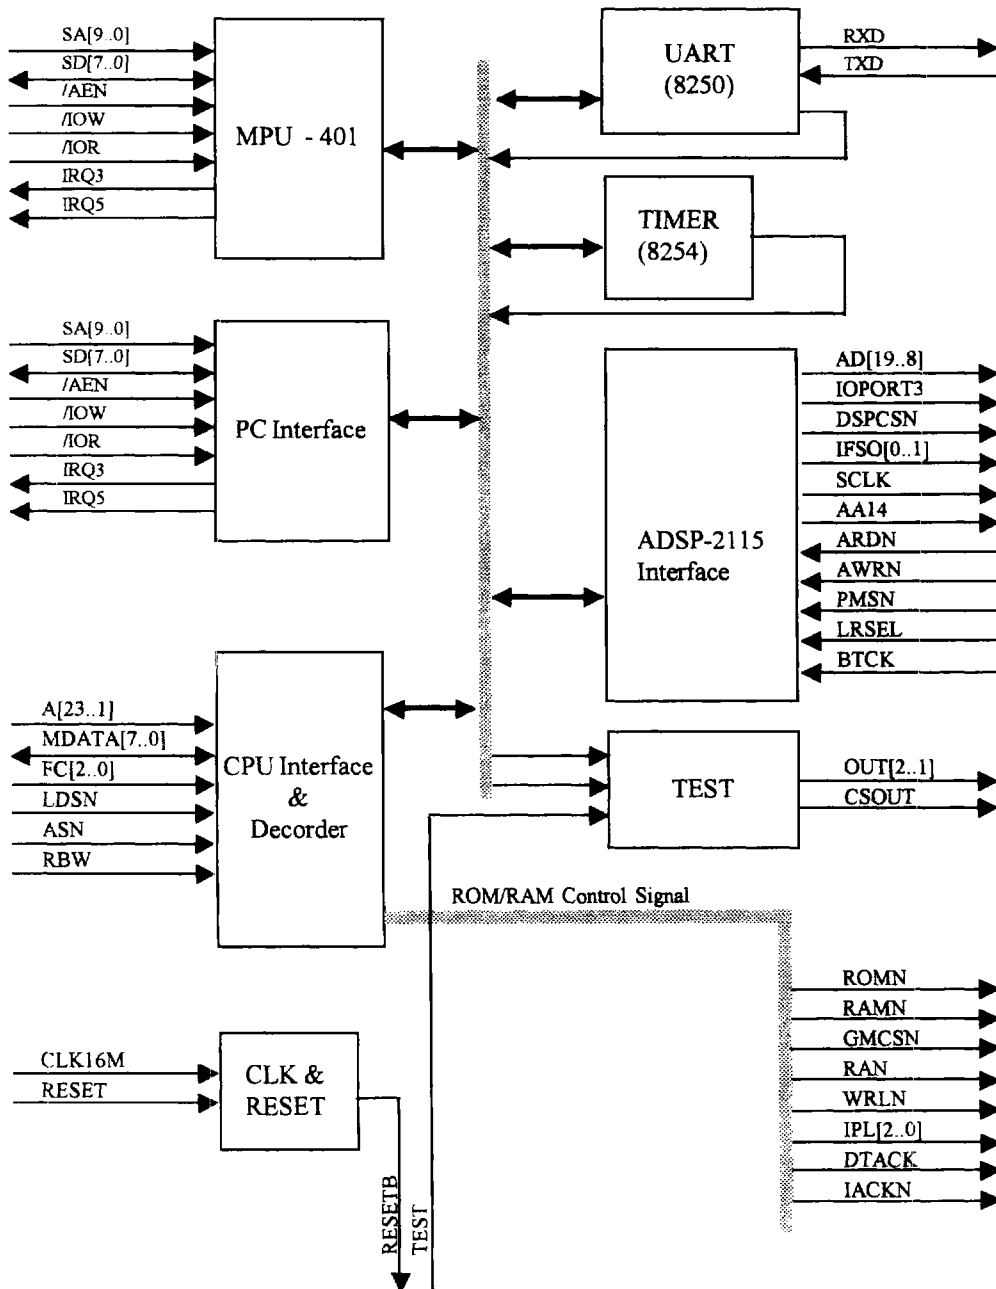 SA[9..0]
SD[7..0]
/AEN
/IOW
/IOR
IRQ3
IRQ5
MPU - 401
UART
(8250)
RXD
TXD
TIMER
(8254)
SA[9..0]
SD[7..0]
/AEN
/IOW
/IOR
IRQ3
IRQ5
PC Interface
ADSP-2115
Interface
AD[19..8]
IOPORT3
DSPCSN
IFSO[0..1]
SCLK
AA14
ARDN
AWRN
PMSN
LRSEL
BTCK
A[23..1]
MDATA[7..0]
FC[2..0]
LDSN
ASN
RBW
CPU Interface
&
Decorder
TEST
OUT[2..1]
CSOUT
ROM/RAM Control Signal
ROMN
RAMN
GMCSN
RAN
WRLN
IPL[2..0]
DTACK
IACKN
CLK16M
RESET
CLK &
RESET
RESETB
TEST